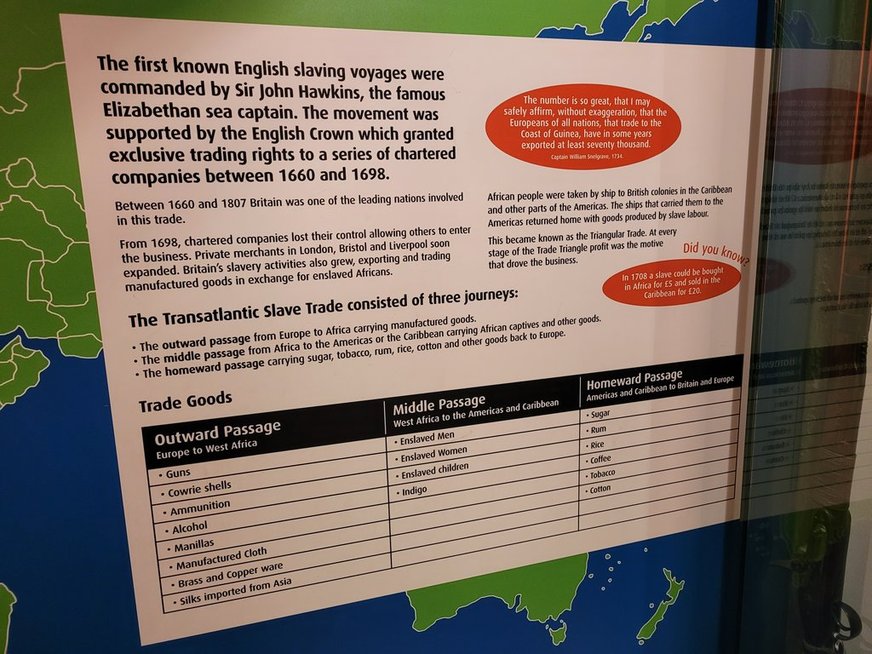 The first known English slaving voyages were
commanded by Sir John Hawkins, the famous
Elizabethan sea captain. The movement was
supported by the English Crown which granted
exclusive trading rights to a series of chartered
companies between 1660 and 1698.
Between 1660 and 1807 Britain was one of the leading nations involved
in this trade.
From 1698, chartered companies lost their control allowing others to enter
the business. Private merchants in London, Bristol and Liverpool soon
expanded. Britain's slavery activities also grew, exporting and trading
manufactured goods in exchange for enslaved Africans.
The number is so great, that I may
safely affirm, without exaggeration, that the
Europeans of all nations, that trade to the
Coast of Guinea, have in some years
exported at least seventy thousand.
Captain William Snelgrave, 1734.
African people were taken by ship to British colonies in the Caribbean
and other parts of the Americas. The ships that carried them to the
Americas returned home with goods produced by slave labour.
This became known as the Triangular Trade. At every
stage of the Trade Triangle profit was the motive
that drove the business.
Did you know?
In 1708 a slave could be bought
in Africa for £5 and sold in the
Caribbean for £20.
The Transatlantic Slave Trade consisted of three journeys:
• The outward passage from Europe to Africa carrying manufactured goods.
• The middle passage from Africa to the Americas or the Caribbean carrying African captives and other goods.
• The homeward passage carrying sugar, tobacco, rum, rice, cotton and other goods back to Europe.
Trade Goods
Outward Passage
Europe to West Africa
• Guns
• Cowrie shells
• Ammunition
• Alcohol
• Manillas
• Manufactured Cloth
• Brass and Copper ware
• Silks imported from Asia
Middle Passage
West Africa to the Americas and Caribbean
• Enslaved Men
• Enslaved Women
• Enslaved children
• Indigo
Homeward Passage
Americas and Caribbean to Britain and Europe
• Sugar
• Rum
• Rice
• Coffee
• Tobacco
• Cotton